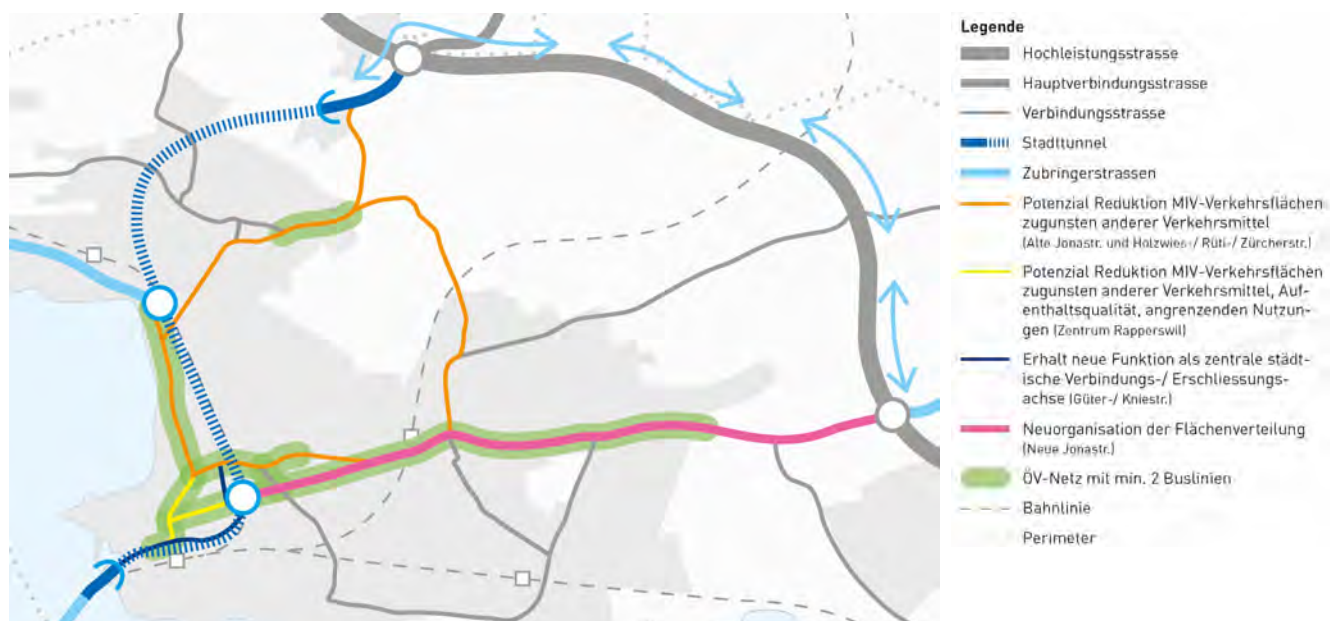 Legende
Hochleistungsstrasse
Hauptverbindungsstrasse
Verbindungsstrasse
Stadttunnel
Zubringerstrassen
Potenzial Reduktion MIV-Verkehrsflächen
zugunsten anderer Verkehrsmittel
(Alte Jonastr. und Holzwies-/ Rüti-/ Zürcherstr.)
Potenzial Reduktion MIV-Verkehrsflächen
zugunsten anderer Verkehrsmittel, Auf-
enthaltsqualität, angrenzenden Nutzun-
gen (Zentrum Rapperswil)
Erhalt neue Funktion als zentrale städt-
ische Verbindungs-/ Erschliessungs-
achse (Güter-/ Kniestr.)
Neuorganisation der Flächenverteilung
(Neue Jonastr.)
ÖV-Netz mit min. 2 Buslinien
Bahnlinie
Perimeter